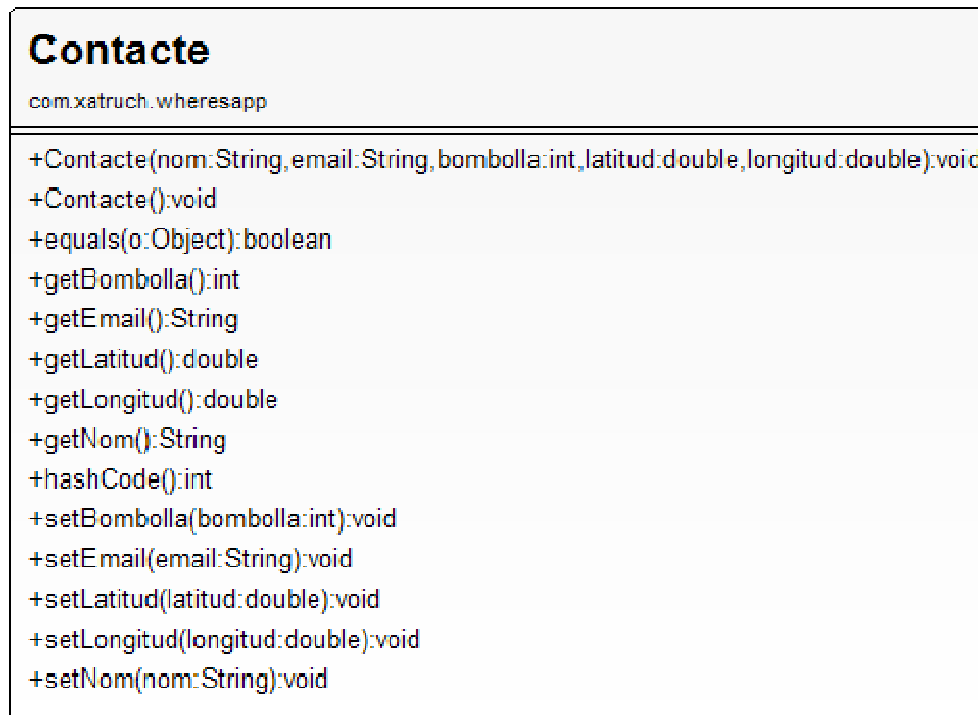 Contacte
com.xatruch.wheresapp
+Contacte(nom:String,email:String,bombolla:int,latitud:double,longitud:double):void
+Contacte():void
+equals(o:Object):boolean
+getBombolla():int
+getEmail():String
+getLatitud():double
+getLongitud():double
+getNom():String
+hashCode():int
+setBombolla(bombolla:int):void
+setEmail(email:String):void
+setLatitud(latitud:double):void
+setLongitud(longitud:double):void
+setNom(nom:String):void